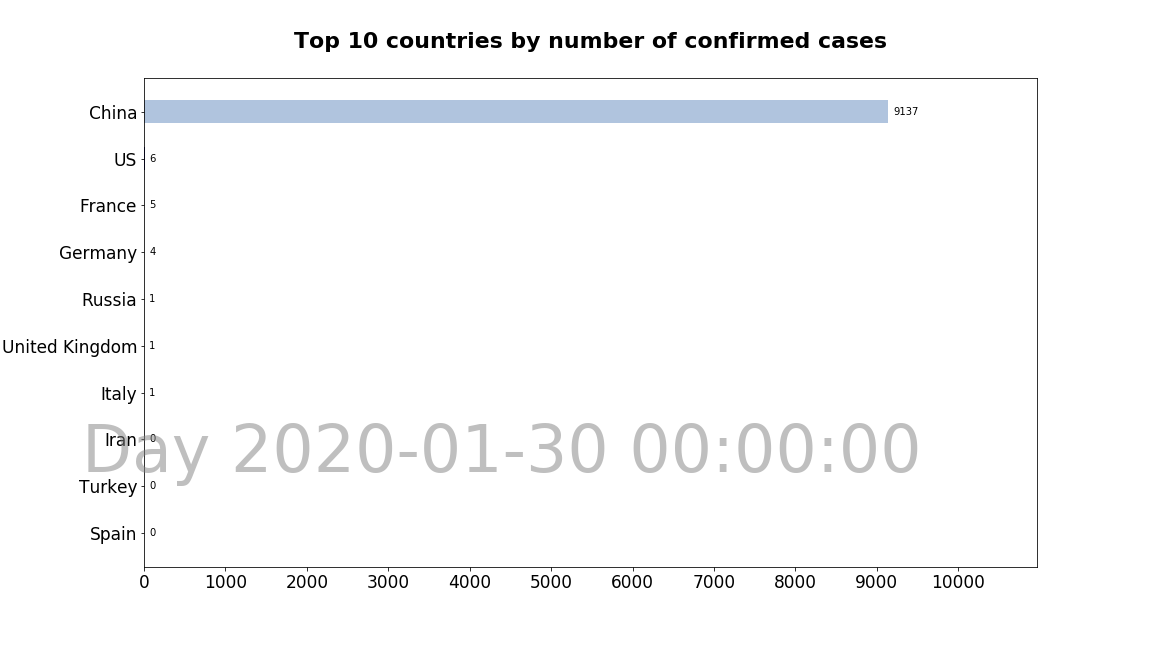 Top 10 countries by number of confirmed cases
China 9137
US 6
France 5
Germany 4
Russia 1
United Kingdom 1
Italy 1
Iran 0
Day 2020-01-30 00:00:00
Turkey 0
Spain 0
0 1000 2000 3000 4000 5000 6000 7000 8000 9000 10000